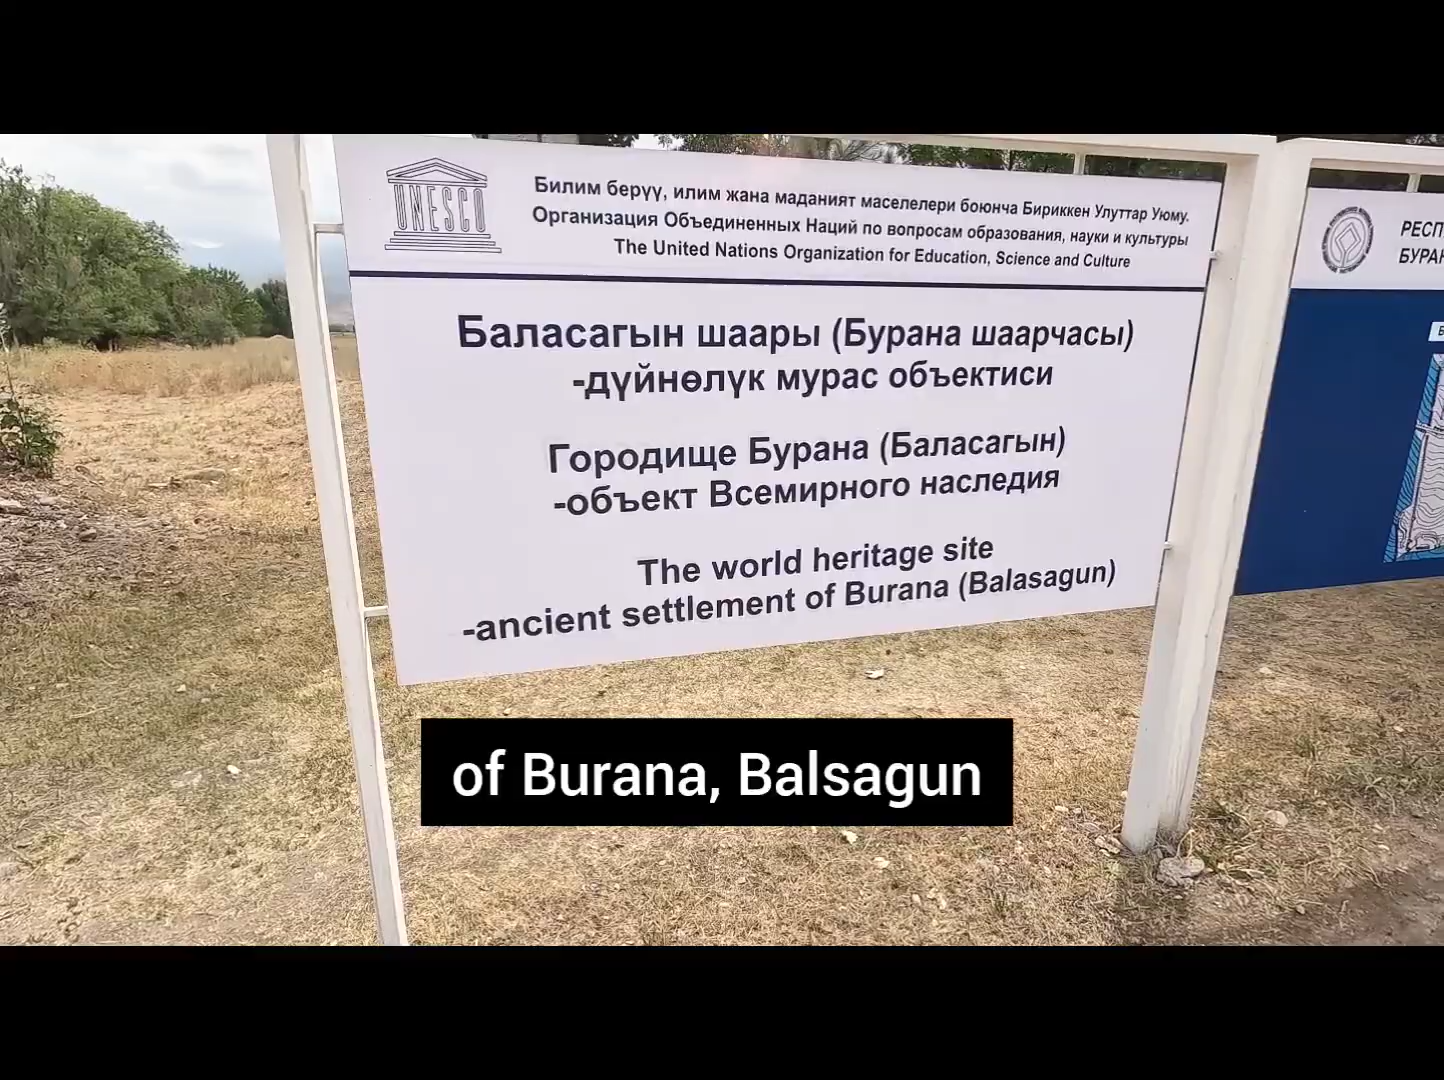 UNESCO
Билим берүү, илим жана маданият маселелери боюнча Бириккен Улуттар Уюму.
Организация Объединенных Наций по вопросам образования, науки и культуры
The United Nations Organization for Education, Science and Culture
Баласагын шаары (Бурана шаарчасы)
-дүйнөлүк мурас объектиси
Городище Бурана (Баласагын)
-объект Всемирного наследия
The world heritage site
-ancient settlement of Burana (Balasagun)
РЕСП
БУРАН
of Burana, Balsagun